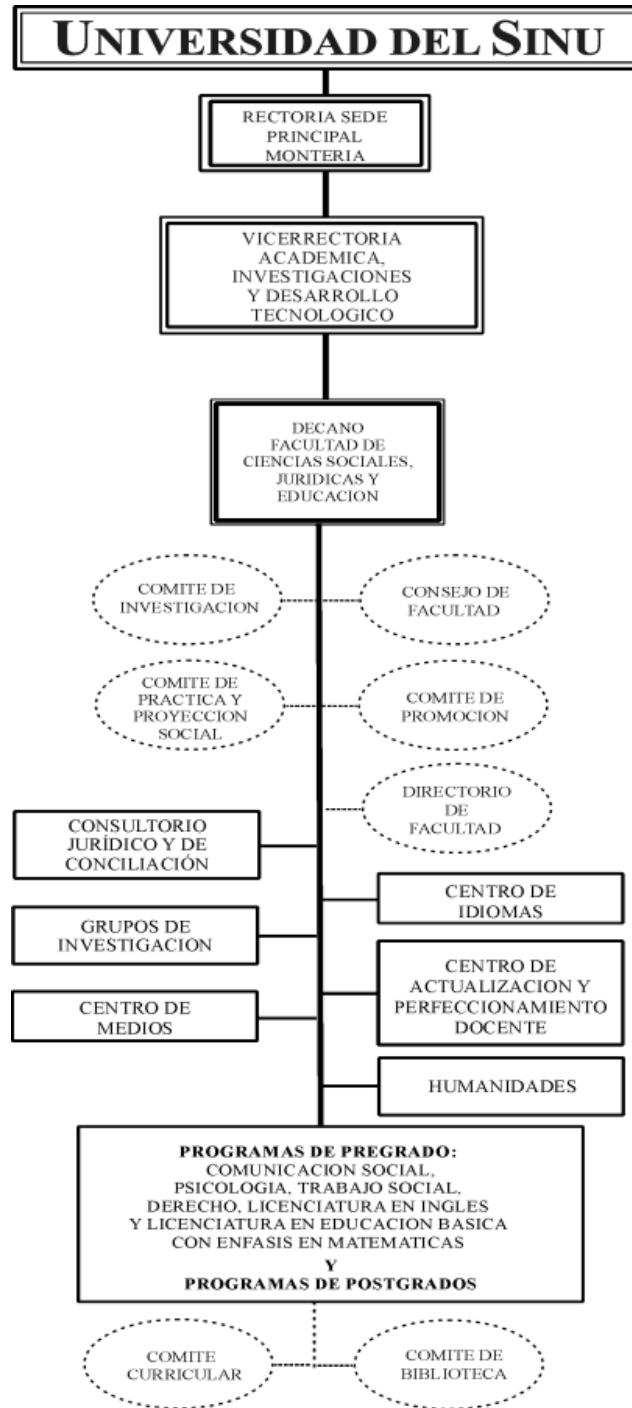 UNIVERSIDAD DEL SINU
RECTORIA SEDE
PRINCIPAL
MONTERIA
VICERRECTORIA
ACADEMICA,
INVESTIGACIONES
Y DESARROLLO
TECNOLOGICO
DECANO
FACULTAD DE
CIENCIAS SOCIALES,
JURIDICAS Y
EDUCACION
COMITE DE
INVESTIGACION
CONSEJO DE
FACULTAD
COMITE DE
PRACTICA Y
PROYECCION
SOCIAL
COMITE DE
PROMOCION
DIRECTORIO
DE
FACULTAD
CONSULTORIO
JURÍDICO Y DE
CONCILIACIÓN
CENTRO DE
IDIOMAS
GRUPOS DE
INVESTIGACION
CENTRO DE
ACTUALIZACION Y
PERFECCIONAMIENTO
DOCENTE
CENTRO DE
MEDIOS
HUMANIDADES
PROGRAMAS DE PREGRADO:
COMUNICACION SOCIAL,
PSICOLOGIA, TRABAJO SOCIAL,
DERECHO, LICENCIATURA EN INGLES
Y LICENCIATURA EN EDUCACION BASICA
CON ENFASIS EN MATEMATICAS
Y
PROGRAMAS DE POSTGRADOS
COMITE
CURRICULAR
COMITE DE
BIBLIOTECA